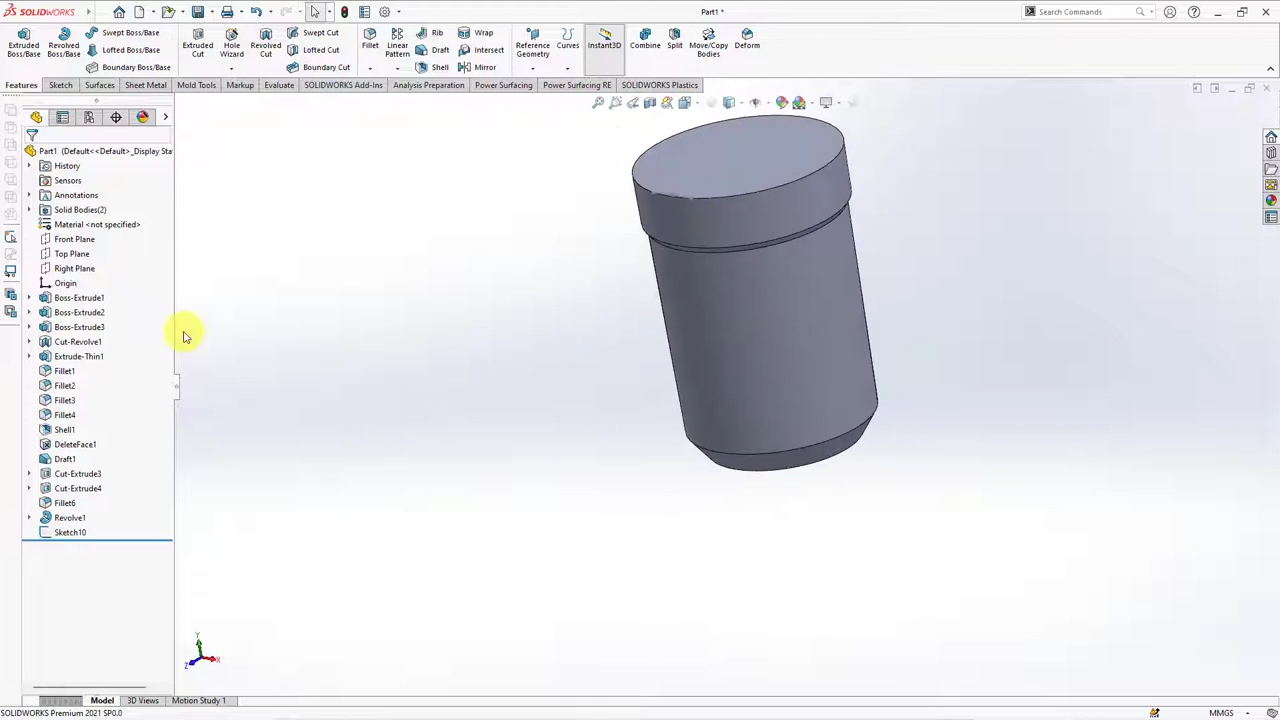 SOLIDWORKS
Part1 *
Search Commands
Extruded Boss/Base
Revolved Boss/Base
Swept Boss/Base
Lofted Boss/Base
Boundary Boss/Base
Extruded Cut
Hole Wizard
Revolved Cut
Swept Cut
Lofted Cut
Boundary Cut
Fillet
Linear Pattern
Rib
Draft
Shell
Wrap
Intersect
Mirror
Reference Geometry
Curves
Instant3D
Combine
Split
Move/Copy Bodies
Deform
Features
Sketch
Surfaces
Sheet Metal
Mold Tools
Markup
Evaluate
SOLIDWORKS Add-Ins
Analysis Preparation
Power Surfacing
Power Surfacing RE
SOLIDWORKS Plastics
Part1 (Default<<Default>_Display Sta
History
Sensors
Annotations
Solid Bodies(2)
Material <not specified>
Front Plane
Top Plane
Right Plane
Origin
Boss-Extrude1
Boss-Extrude2
Boss-Extrude3
Cut-Revolve1
Extrude-Thin1
Fillet1
Fillet2
Fillet3
Fillet4
Shell1
DeleteFace1
Draft1
Cut-Extrude3
Cut-Extrude4
Fillet6
Revolve1
Sketch10
Y
Z
X
Model
3D Views
Motion Study 1
SOLIDWORKS Premium 2021 SP0.0
MMGS